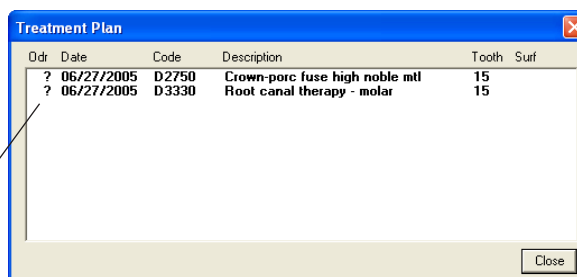 Treatment Plan
Odr Date Code Description Tooth Surf
? 06/27/2005 D2750 Crown-porc fuse high noble mtl 15
? 06/27/2005 D3330 Root canal therapy - molar 15
Close